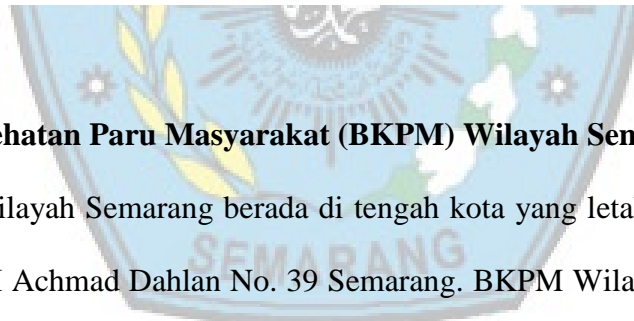 ehatan Paru Masyarakat (BKPM) Wilayah Sem
ilayah Semarang berada di tengah kota yang leta
Achmad Dahlan No. 39 Semarang. BKPM Wila
SEMARANG